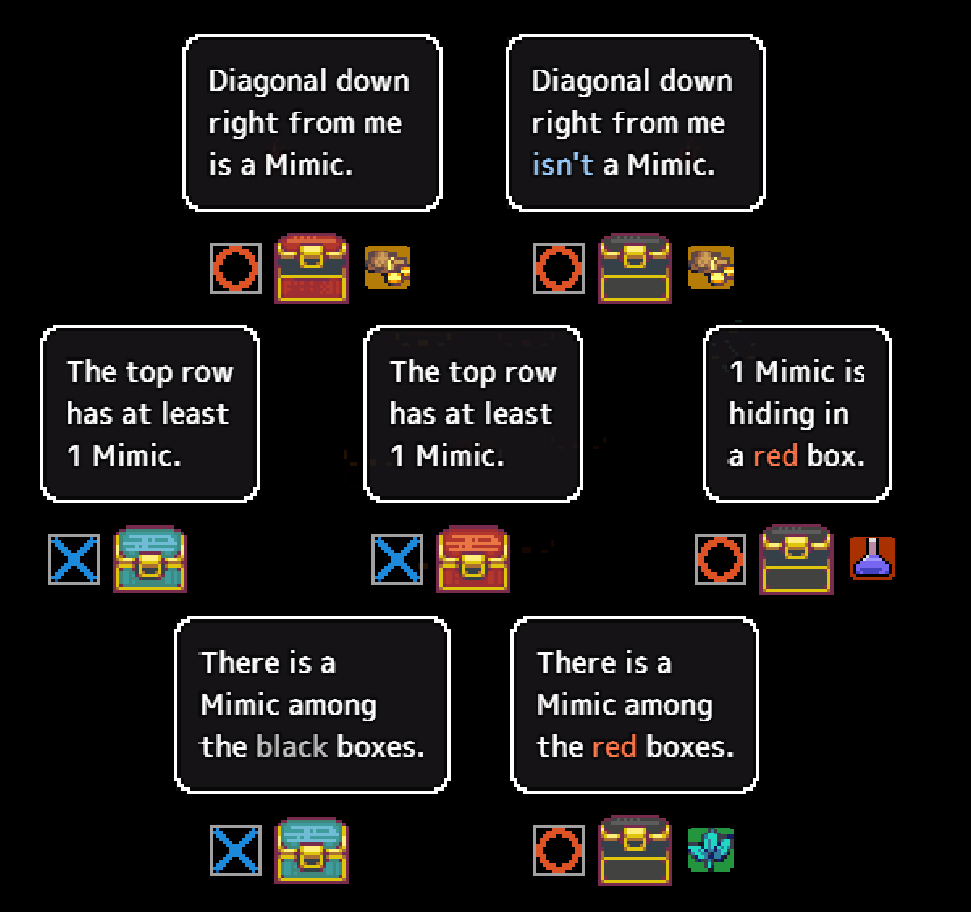 Diagonal down
right from me
is a Mimic.
Diagonal down
right from me
isn't a Mimic.
The top row
has at least
1 Mimic.
The top row
has at least
1 Mimic.
1 Mimic is
hiding in
a red box.
There is a
Mimic among
the black boxes.
There is a
Mimic among
the red boxes.